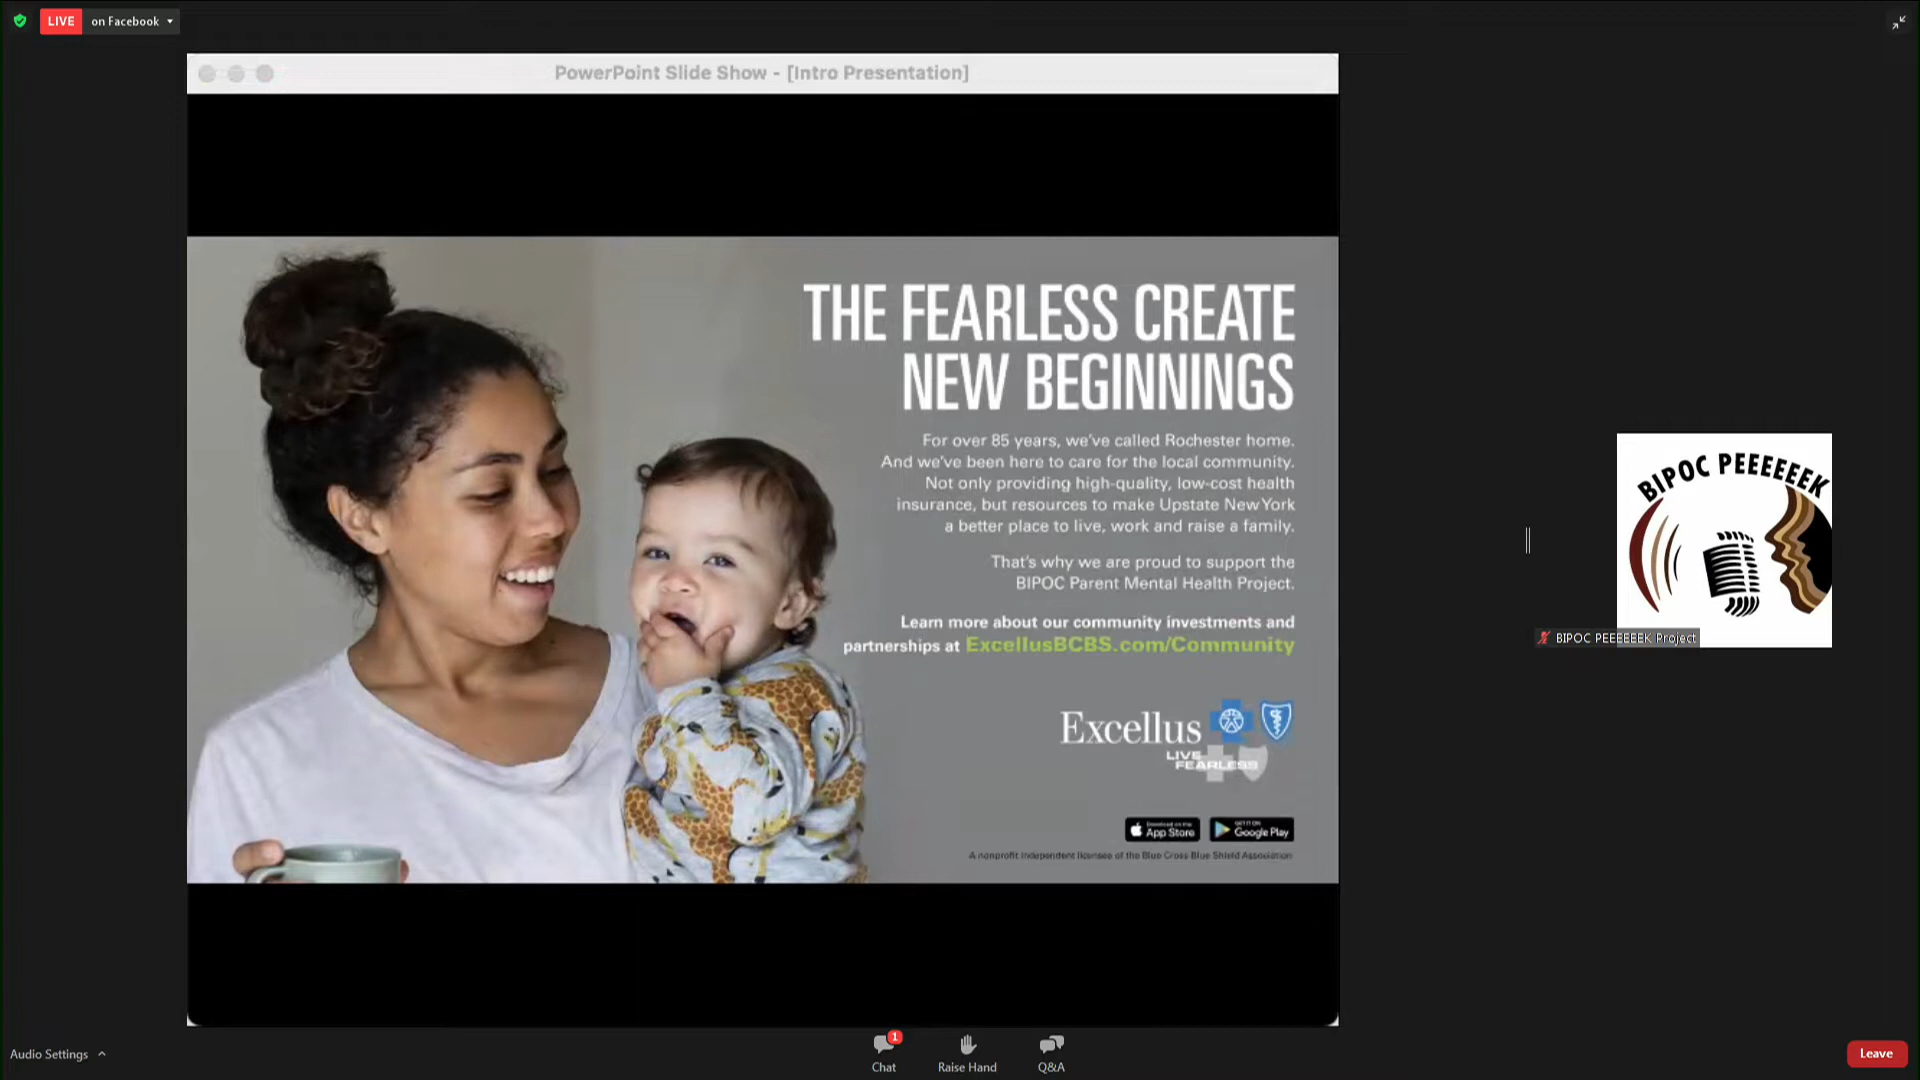 LIVE on Facebook
PowerPoint Slide Show - [Intro Presentation]
THE FEARLESS CREATE
NEW BEGINNINGS
For over 85 years, we've called Rochester home.
And we've been here to care for the local community.
Not only providing high-quality, low-cost health
insurance, but resources to make Upstate New York
a better place to live, work and raise a family.
That's why we are proud to support the
BIPOC Parent Mental Health Project.
Learn more about our community investments and
partnerships at ExcellusBCBS.com/Community
Excellus
LIVE
FEARLESS
Download on the
App Store
GET IT ON
Google Play
A nonprofit independent licensee of the Blue Cross Blue Shield Association
BIPOC PEEEEEEK
BIPOC PEEEEEEK Project
Audio Settings
1
Chat
Raise Hand
Q&A
Leave